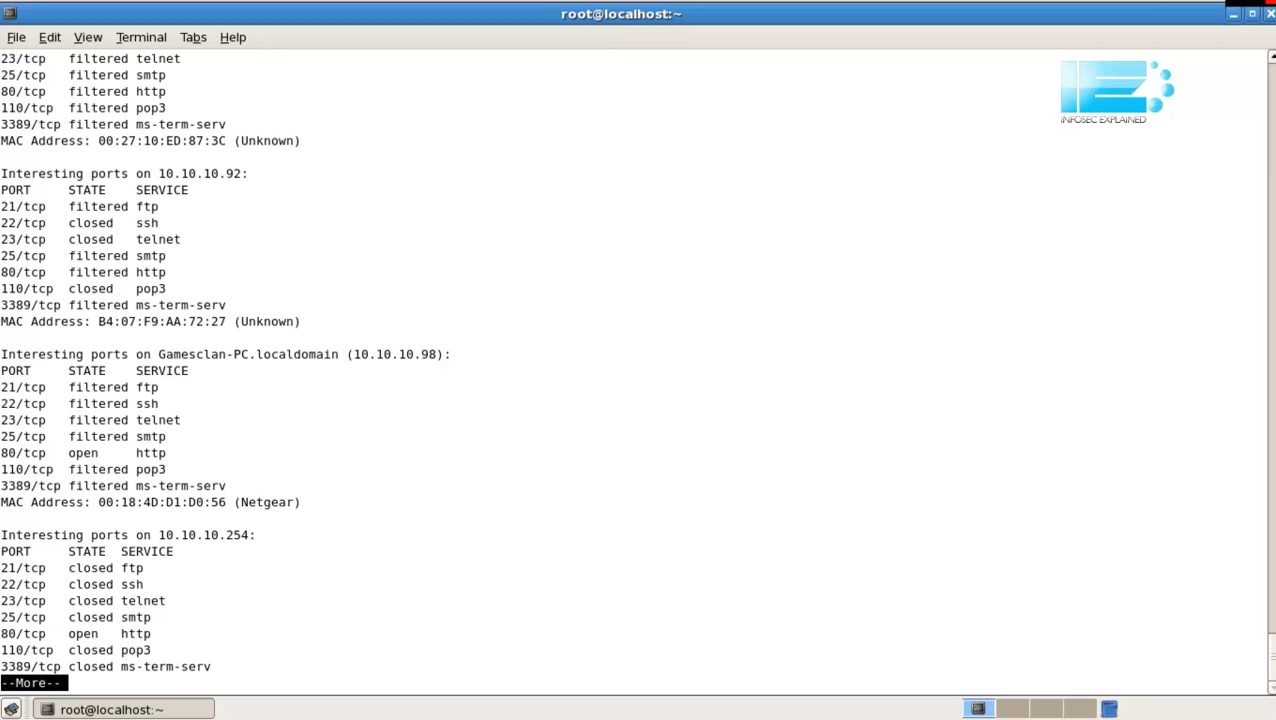 root@localhost:~
File Edit View Terminal Tabs Help
23/tcp   filtered telnet
25/tcp   filtered smtp
80/tcp   filtered http
110/tcp  filtered pop3
3389/tcp filtered ms-term-serv
MAC Address: 00:27:10:ED:87:3C (Unknown)
Interesting ports on 10.10.10.92:
PORT     STATE    SERVICE
21/tcp   filtered ftp
22/tcp   closed   ssh
23/tcp   closed   telnet
25/tcp   filtered smtp
80/tcp   filtered http
110/tcp  closed   pop3
3389/tcp filtered ms-term-serv
MAC Address: B4:07:F9:AA:72:27 (Unknown)
Interesting ports on Gamesclan-PC.localdomain (10.10.10.98):
PORT     STATE    SERVICE
21/tcp   filtered ftp
22/tcp   filtered ssh
23/tcp   filtered telnet
25/tcp   filtered smtp
80/tcp   open     http
110/tcp  filtered pop3
3389/tcp filtered ms-term-serv
MAC Address: 00:18:4D:D1:D0:56 (Netgear)
Interesting ports on 10.10.10.254:
PORT     STATE  SERVICE
21/tcp   closed ftp
22/tcp   closed ssh
23/tcp   closed telnet
25/tcp   closed smtp
80/tcp   open   http
110/tcp  closed pop3
3389/tcp closed ms-term-serv
--More--
IE
INFOSEC EXPLAINED
root@localhost:~